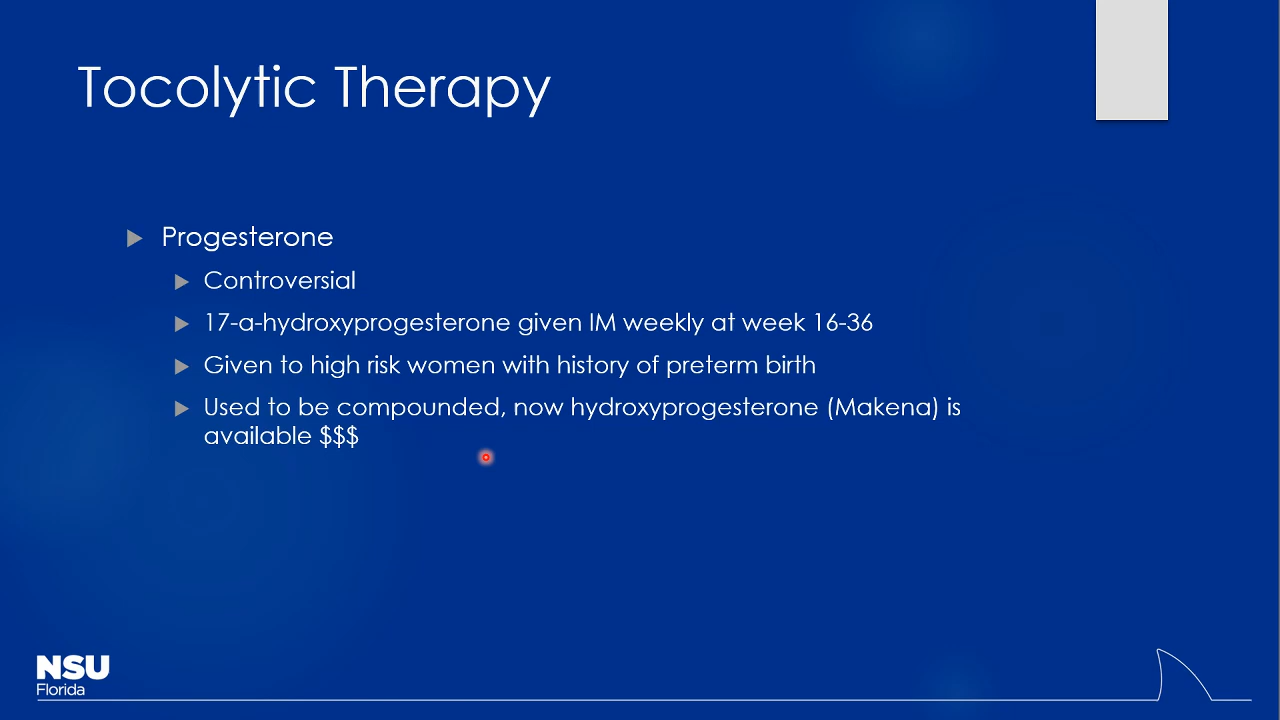 Tocolytic Therapy
Progesterone
Controversial
17-a-hydroxyprogesterone given IM weekly at week 16-36
Given to high risk women with history of preterm birth
Used to be compounded, now hydroxyprogesterone (Makena) is
available $$$
NSU
Florida